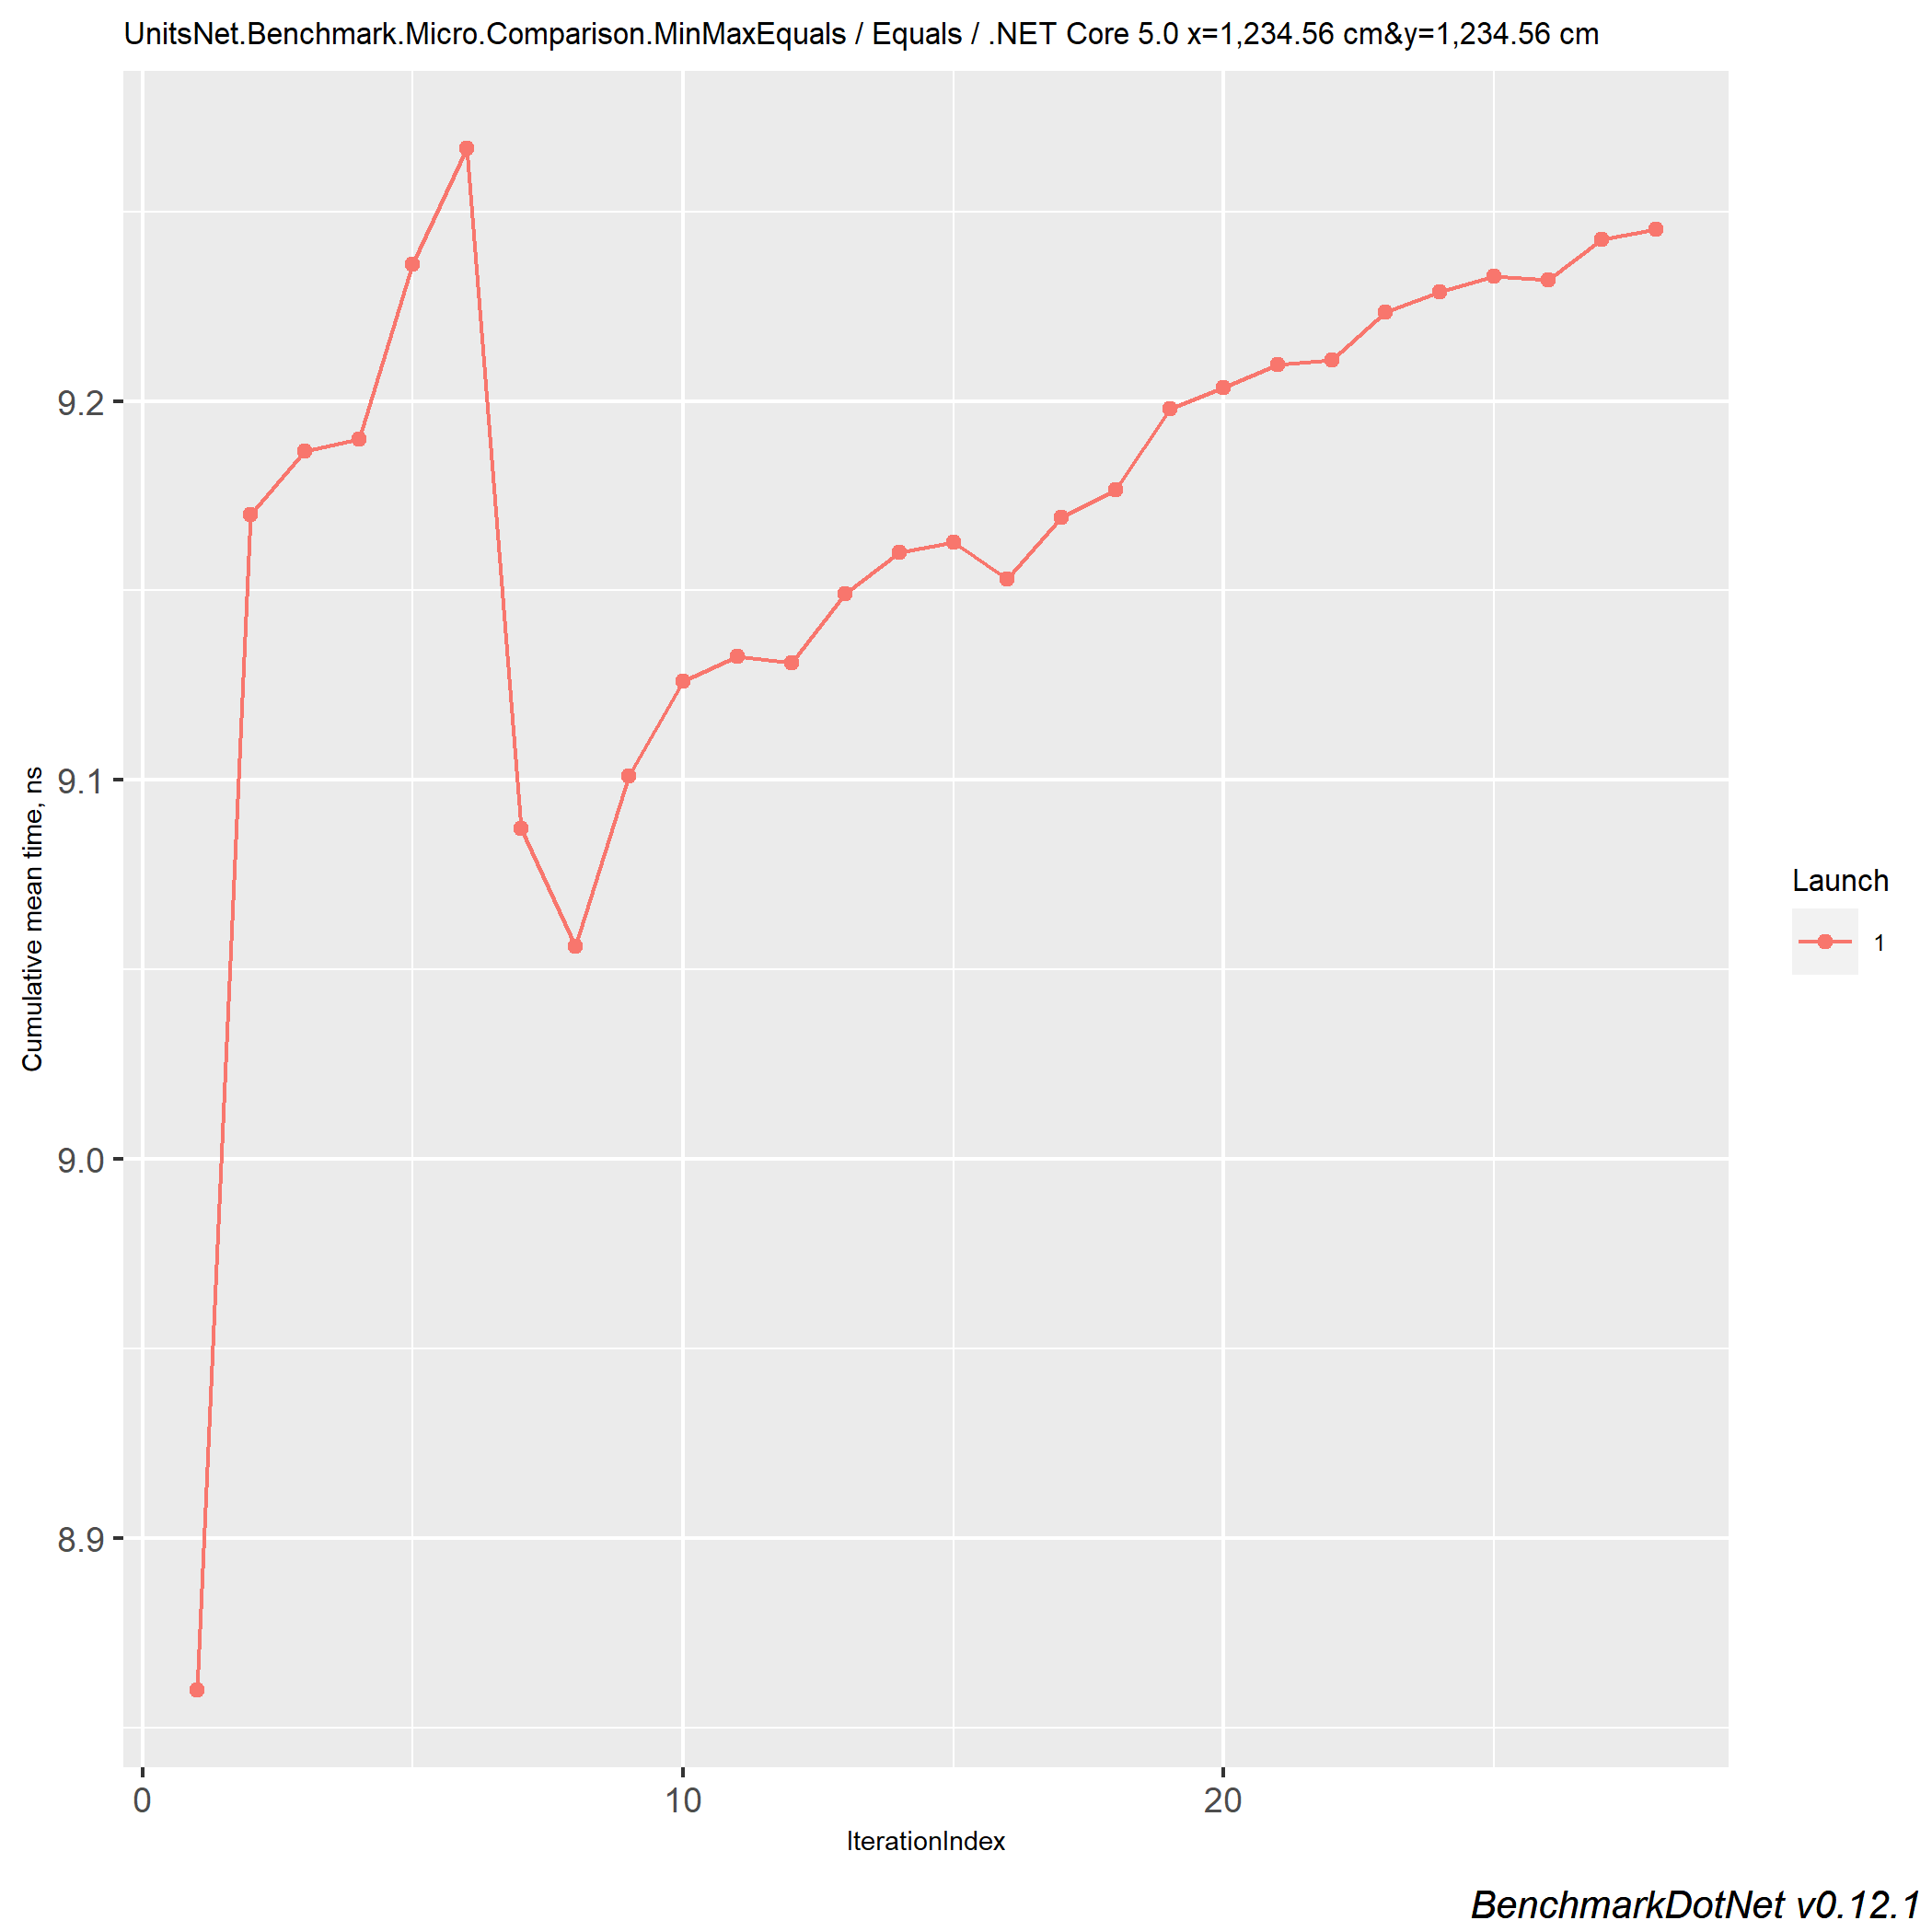 UnitsNet.Benchmark.Micro.Comparison.MinMaxEquals / Equals / .NET Core 5.0 x=1,234.56 cm&y=1,234.56 cm
Cumulative mean time, ns
9.2
9.1
9.0
8.9
0
10
20
IterationIndex
Launch
1
BenchmarkDotNet v0.12.1